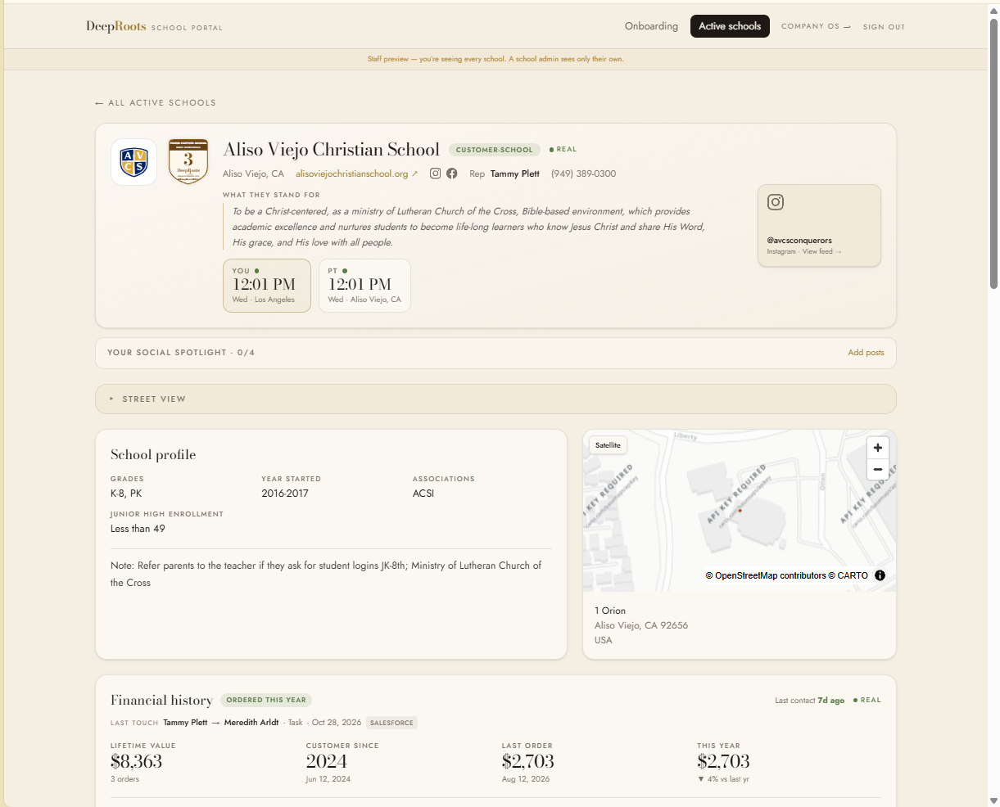 DeepRoots SCHOOL PORTAL
Onboarding
Active schools
COMPANY OS →
SIGN OUT
Staff preview — you're seeing every school. A school admin sees only their own.
← ALL ACTIVE SCHOOLS
A V
C S
3
DeepRoots
Aliso Viejo Christian School
CUSTOMER-SCHOOL
REAL
Aliso Viejo, CA
alisoviejochristianschool.org ↗
Rep Tammy Plett
(949) 389-0300
WHAT THEY STAND FOR
To be a Christ-centered, as a ministry of Lutheran Church of the Cross, Bible-based environment, which provides
academic excellence and nurtures students to become life-long learners who know Jesus Christ and share His Word,
His grace, and His love with all people.
@avcsconquerors
Instagram · View feed →
YOU
12:01 PM
Wed · Los Angeles
PT
12:01 PM
Wed · Aliso Viejo, CA
YOUR SOCIAL SPOTLIGHT · 0/4
Add posts
STREET VIEW
School profile
GRADES
K-8, PK
YEAR STARTED
2016-2017
ASSOCIATIONS
ACSI
JUNIOR HIGH ENROLLMENT
Less than 49
Note: Refer parents to the teacher if they ask for student logins JK-8th; Ministry of Lutheran Church of
the Cross
Satellite
Liberty
Orion
API KEY REQUIRED
API KEY REQUIRED
API KEY REQUIRED
© OpenStreetMap contributors © CARTO
1 Orion
Aliso Viejo, CA 92656
USA
Financial history
ORDERED THIS YEAR
Last contact 7d ago
REAL
LAST TOUCH Tammy Plett → Meredith Arldt · Task · Oct 28, 2026 SALESFORCE
LIFETIME VALUE
$8,363
3 orders
CUSTOMER SINCE
2024
Jun 12, 2024
LAST ORDER
$2,703
Aug 12, 2026
THIS YEAR
$2,703
▼ 4% vs last yr